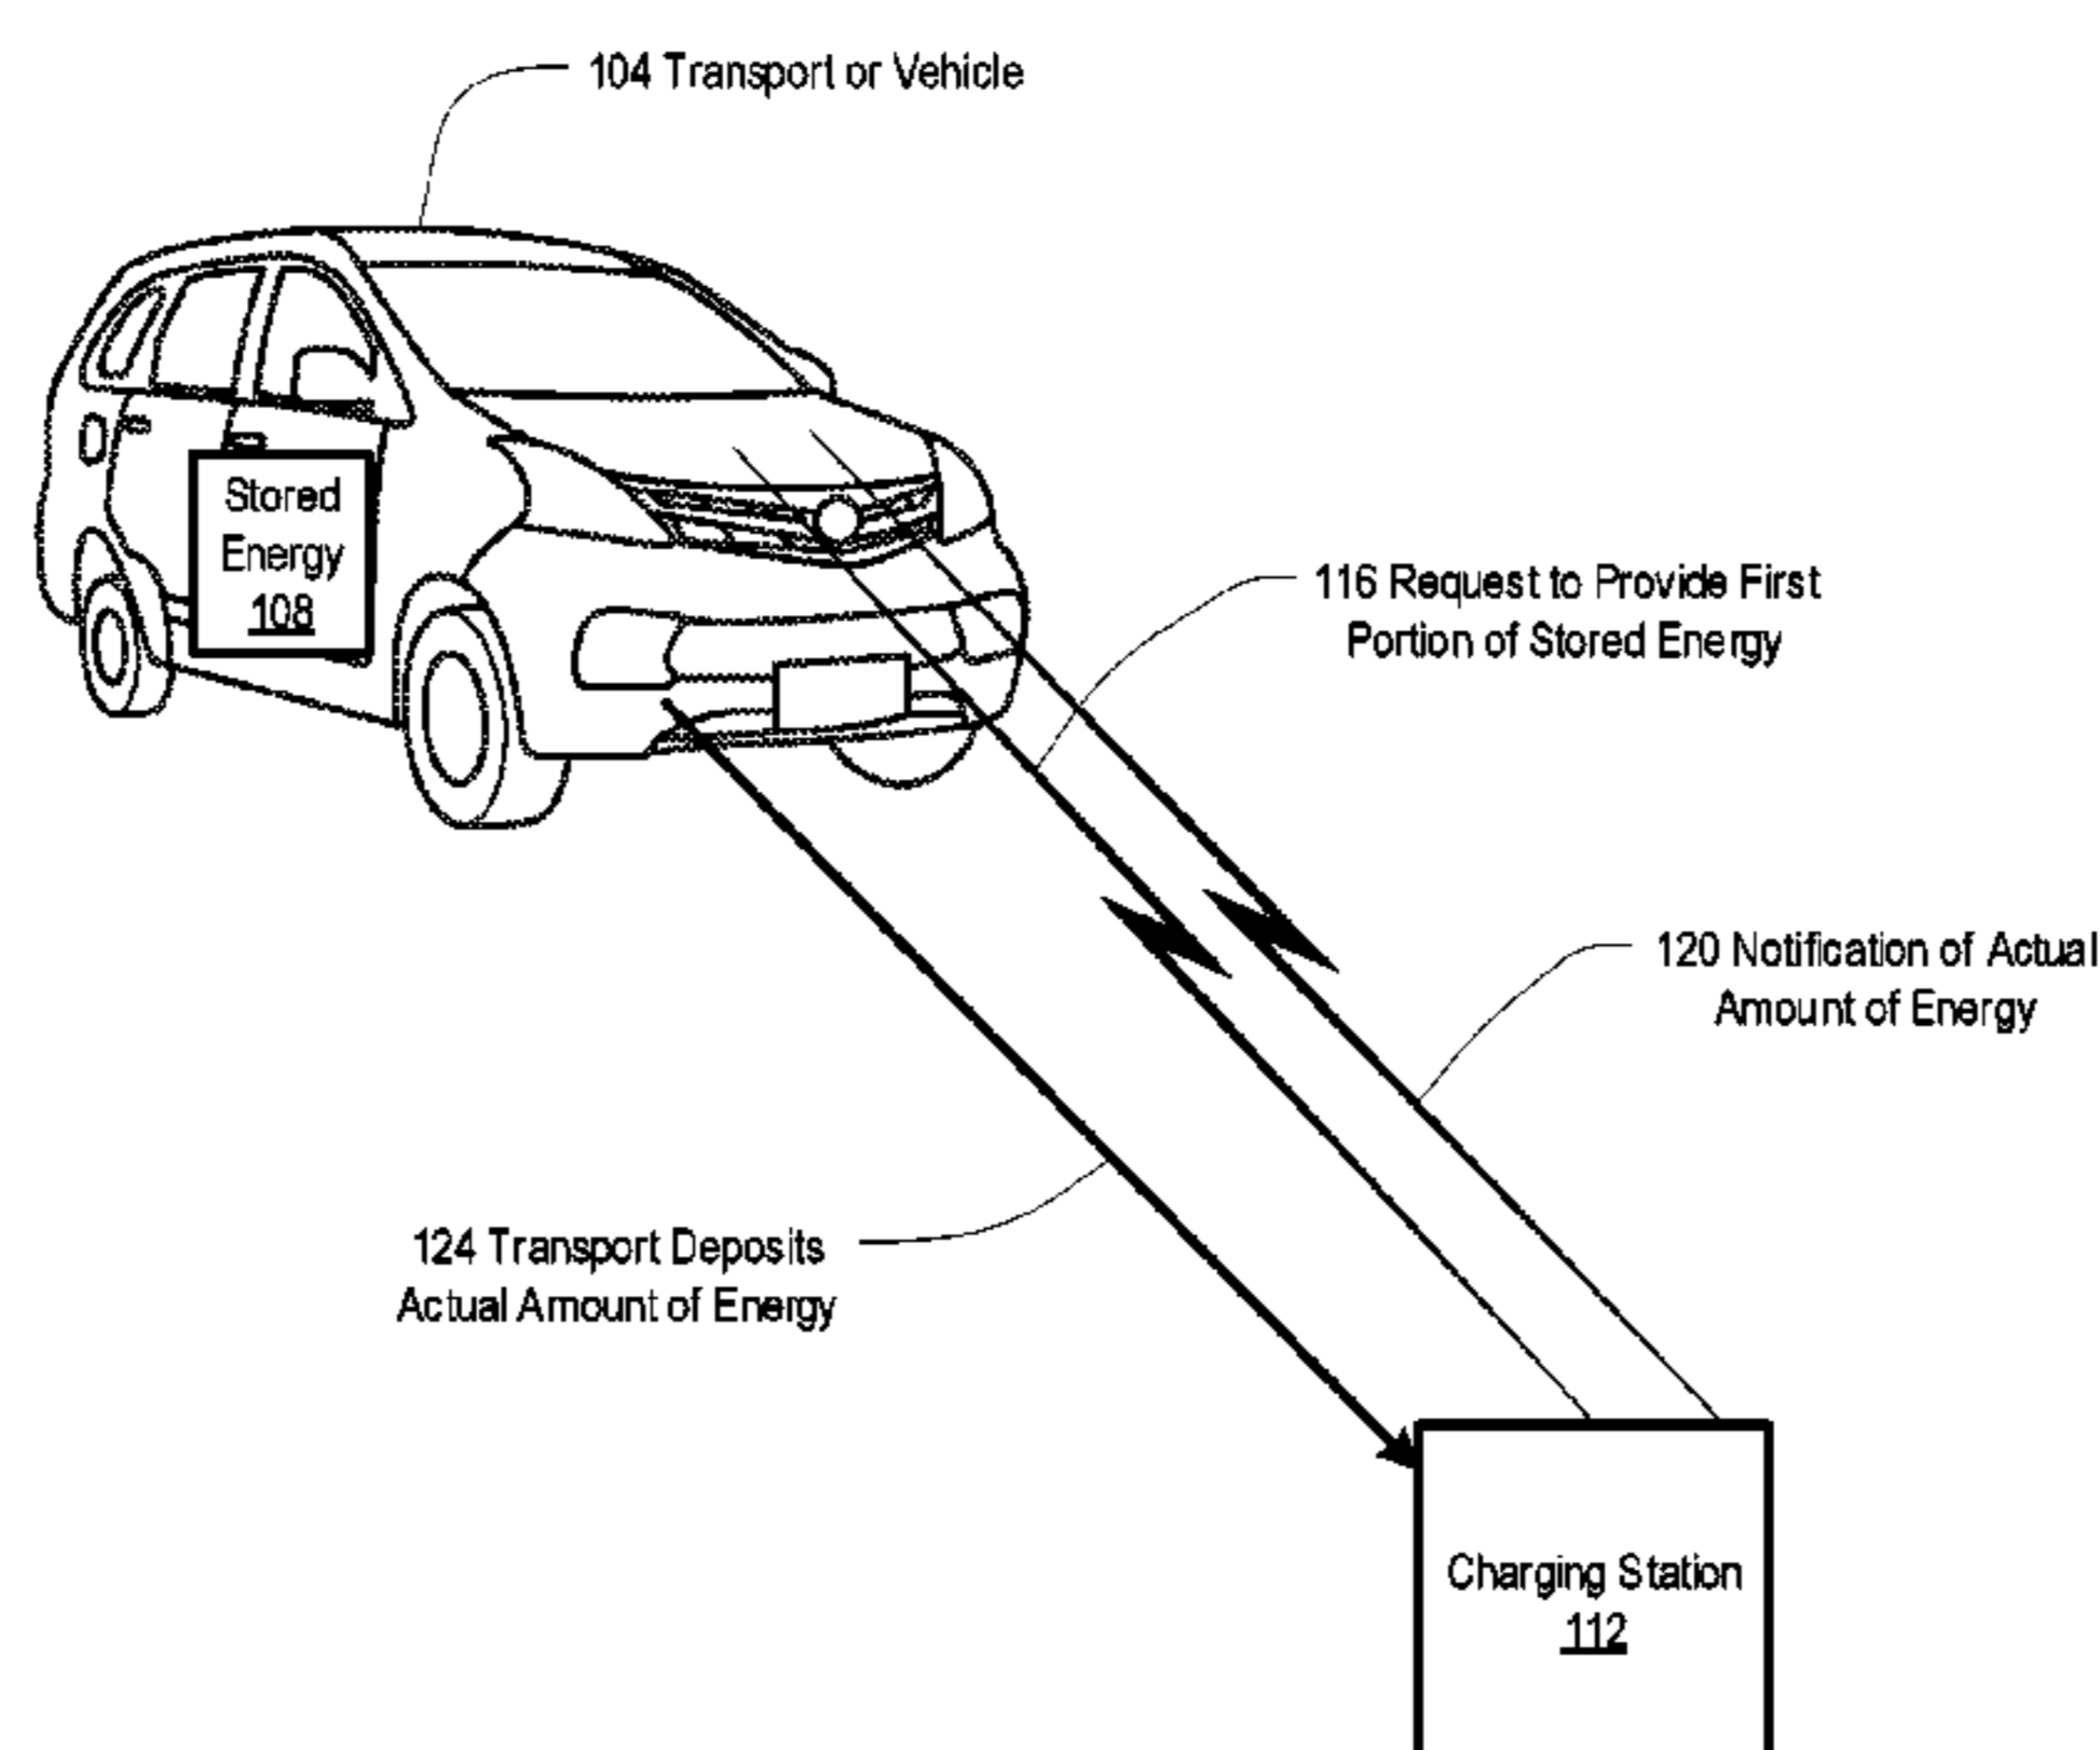 104 Transport or Vehicle
Stored
Energy
108
116 Request to Provide First
Portion of Stored Energy
120 Notification of Actual
Amount of Energy
124 Transport Deposits
Actual Amount of Energy
Charging Station
112